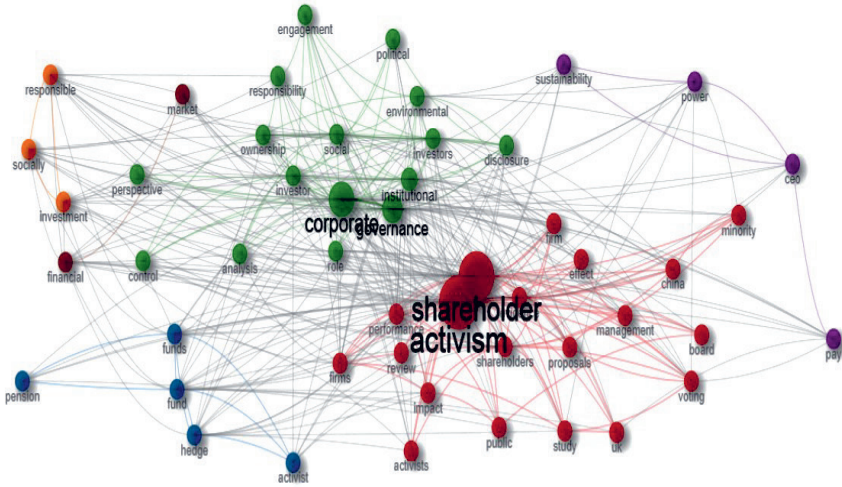 engagement
political
responsible
responsibility
sustainability
power
market
environmental
ownership
social
investors
disclosure
socially
perspective
investor
institutional
ceo
investment
corporate
governance
minority
firm
financial
control
analysis
role
effect
china
shareholder
performance
management
activism
funds
firms
review
shareholders
proposals
board
pay
pension
fund
impact
voting
hedge
activist
activists
public
study
uk